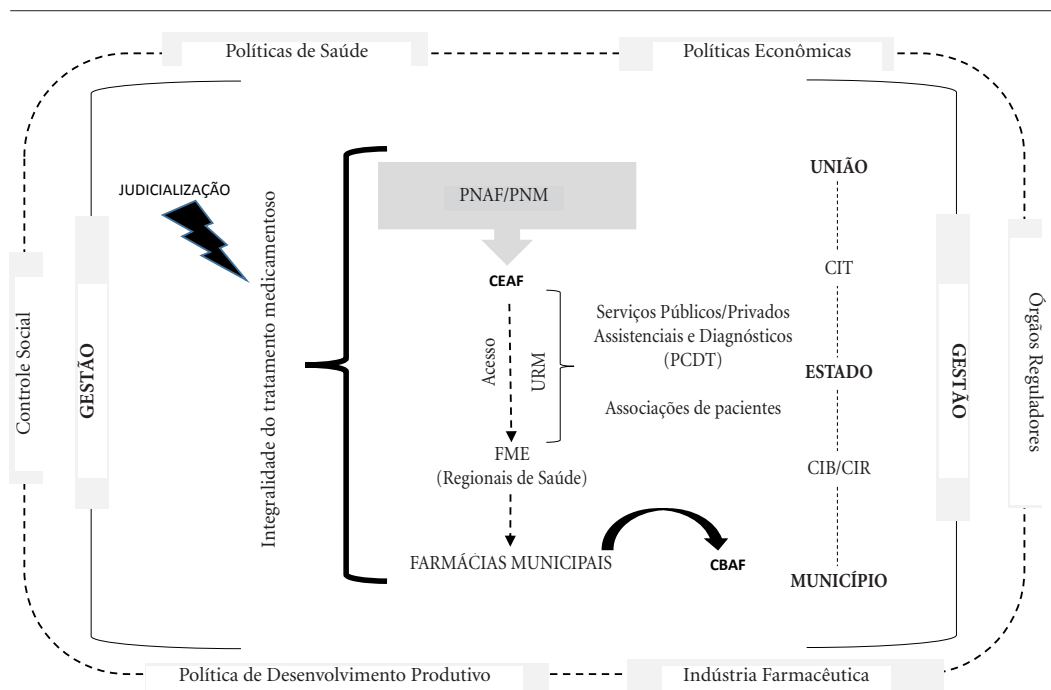 Políticas de Saúde
Políticas Econômicas
JUDICIALIZAÇÃO
Controle Social
GESTÃO
Integralidade do tratamento medicamentoso
PNAF/PNM
CEAF
Acesso
URM
Serviços Públicos/Privados
Assistenciais e Diagnósticos
(PCDT)
Associações de pacientes
FME
(Regionais de Saúde)
FARMÁCIAS MUNICIPAIS
CBAF
UNIÃO
CIT
ESTADO
CIB/CIR
MUNICÍPIO
GESTÃO
Órgãos Reguladores
Política de Desenvolvimento Produtivo
Indústria Farmacêutica